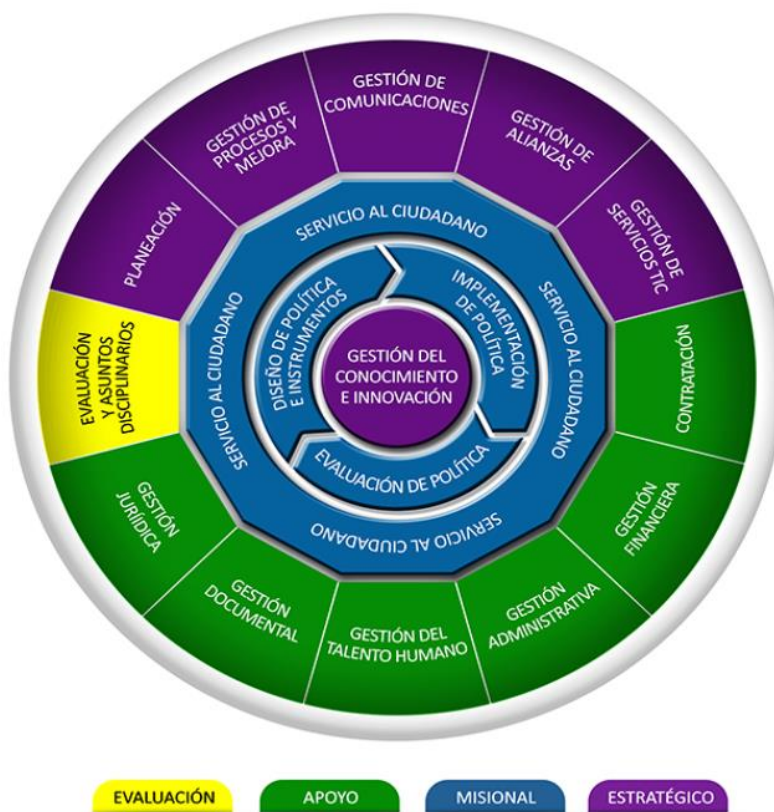 GESTIÓN DE
COMUNICACIONES
GESTIÓN DE
ALIANZAS
GESTIÓN DE
SERVICIOS TIC
CONTRATACIÓN
GESTIÓN
FINANCIERA
GESTIÓN
ADMINISTRATIVA
GESTIÓN DEL
TALENTO HUMANO
GESTIÓN
DOCUMENTAL
GESTIÓN
JURÍIDICA
EVALUACIÓN
Y ASUNTOS
DISCIPLINARIOS
PLANEACIÓN
GESTIÓN DE
PROCESOS Y
MEJORA
SERVICIO AL CIUDADANO
SERVICIO AL CIUDADANO
SERVICIO AL CIUDADANO
SERVICIO AL CIUDADANO
DISEÑO DE POLÍTICA
E INSTRUMENTOS
IMPLEMENTACIÓN
DE POLÍTICA
EVALUACIÓN DE POLÍTICA
GESTIÓN DEL
CONOCIMIENTO
E INNOVACIÓN
EVALUACIÓN
APOYO
MISIONAL
ESTRATÉGICO